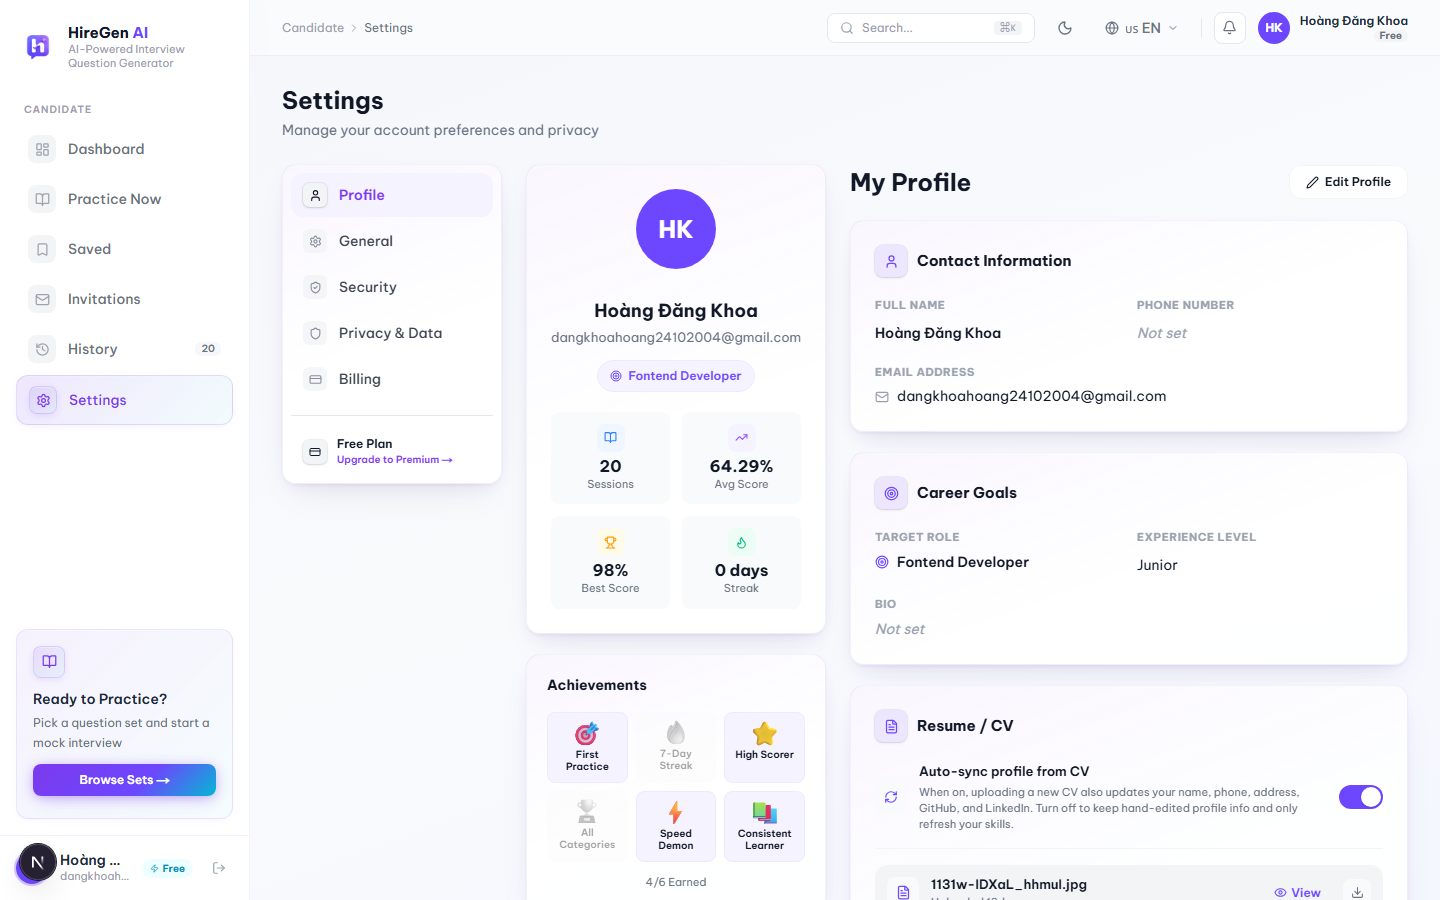 HireGen AI
AI-Powered Interview
Question Generator
CANDIDATE
Dashboard
Practice Now
Saved
Invitations
History
20
Settings
Ready to Practice?
Pick a question set and start a
mock interview
Browse Sets →
N
Hoàng ...
dangkhoah...
Free
Candidate
Settings
Search...
⌘K
US EN
HK
Hoàng Đăng Khoa
Free
Settings
Manage your account preferences and privacy
Profile
General
Security
Privacy & Data
Billing
Free Plan
Upgrade to Premium →
HK
Hoàng Đăng Khoa
dangkhoahoang24102004@gmail.com
Fontend Developer
20
Sessions
64.29%
Avg Score
98%
Best Score
0 days
Streak
Achievements
First
Practice
7-Day
Streak
High Scorer
All
Categories
Speed
Demon
Consistent
Learner
4/6 Earned
My Profile
Edit Profile
Contact Information
FULL NAME
Hoàng Đăng Khoa
PHONE NUMBER
Not set
EMAIL ADDRESS
dangkhoahoang24102004@gmail.com
Career Goals
TARGET ROLE
Fontend Developer
EXPERIENCE LEVEL
Junior
BIO
Not set
Resume / CV
Auto-sync profile from CV
When on, uploading a new CV also updates your name, phone, address,
GitHub, and LinkedIn. Turn off to keep hand-edited profile info and only
refresh your skills.
1131w-IDXaL_hhmuI.jpg
View